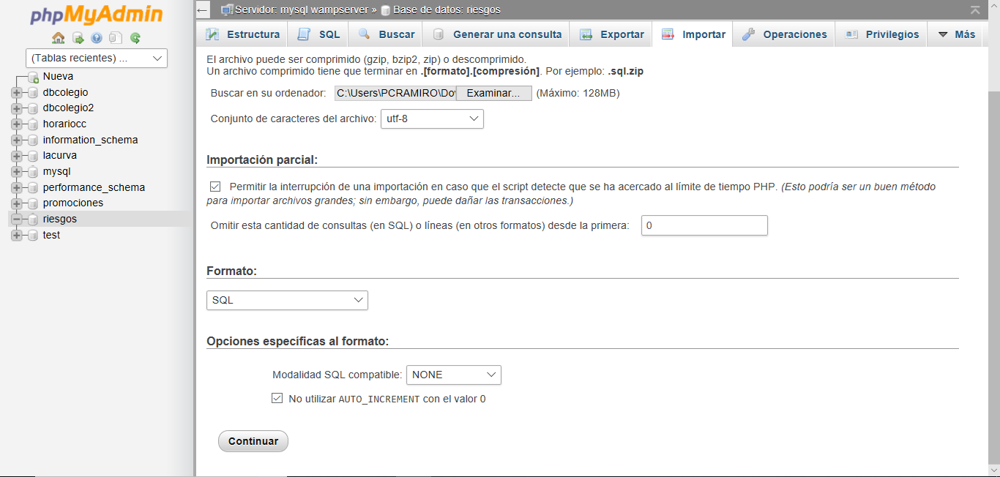 phpMyAdmin
(Tablas recientes) ...
Nueva
dbcolegio
dbcolegio2
horariocc
information_schema
lacurva
mysql
performance_schema
promociones
riesgos
test
Servidor: mysql wampserver » Base de datos: riesgos
Estructura SQL Buscar Generar una consulta Exportar Importar Operaciones Privilegios Más
El archivo puede ser comprimido (gzip, bzip2, zip) o descomprimido.
Un archivo comprimido tiene que terminar en .[formato].[compresión]. Por ejemplo: .sql.zip
Buscar en su ordenador: C:\Users\PCRAMIRO\Do Examinar... (Máximo: 128MB)
Conjunto de caracteres del archivo: utf-8
Importación parcial:
Permitir la interrupción de una importación en caso que el script detecte que se ha acercado al límite de tiempo PHP. (Esto podría ser un buen método
para importar archivos grandes; sin embargo, puede dañar las transacciones.)
Omitir esta cantidad de consultas (en SQL) o líneas (en otros formatos) desde la primera: 0
Formato:
SQL
Opciones específicas al formato:
Modalidad SQL compatible: NONE
No utilizar AUTO_INCREMENT con el valor 0
Continuar